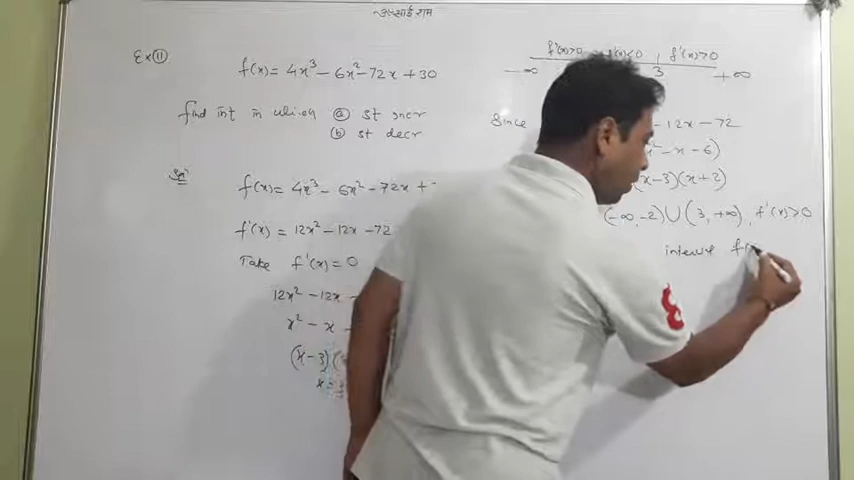 उत्साई राम
Ex ⑪
f(x) = 4x³ - 6x² - 72x + 30
find int in which ⓐ st incr
ⓑ st decr
Solⁿ
f(x) = 4x³ - 6x² - 72x +
f'(x) = 12x² - 12x - 72
Take f'(x) = 0
12x² - 12x
x² - x
(x-3)(
x =
f'(x)>0 f'(x)<0 f'(x)>0
-∞ 3 +∞
Since - 12x - 72
x² - x - 6)
(x-3)(x+2)
(-∞, -2) ∪ (3, +∞), f'(x)>0
interval f(x